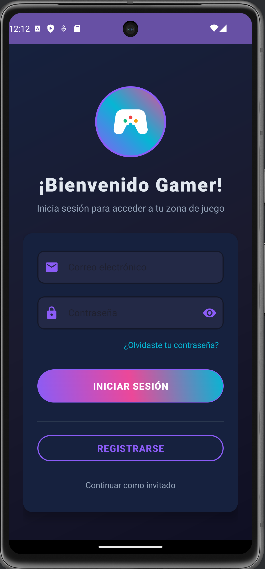 12:12
¡Bienvenido Gamer!
Inicia sesión para acceder a tu zona de juego
Correo electrónico
Contraseña
¿Olvidaste tu contraseña?
INICIAR SESIÓN
REGISTRARSE
Continuar como invitado